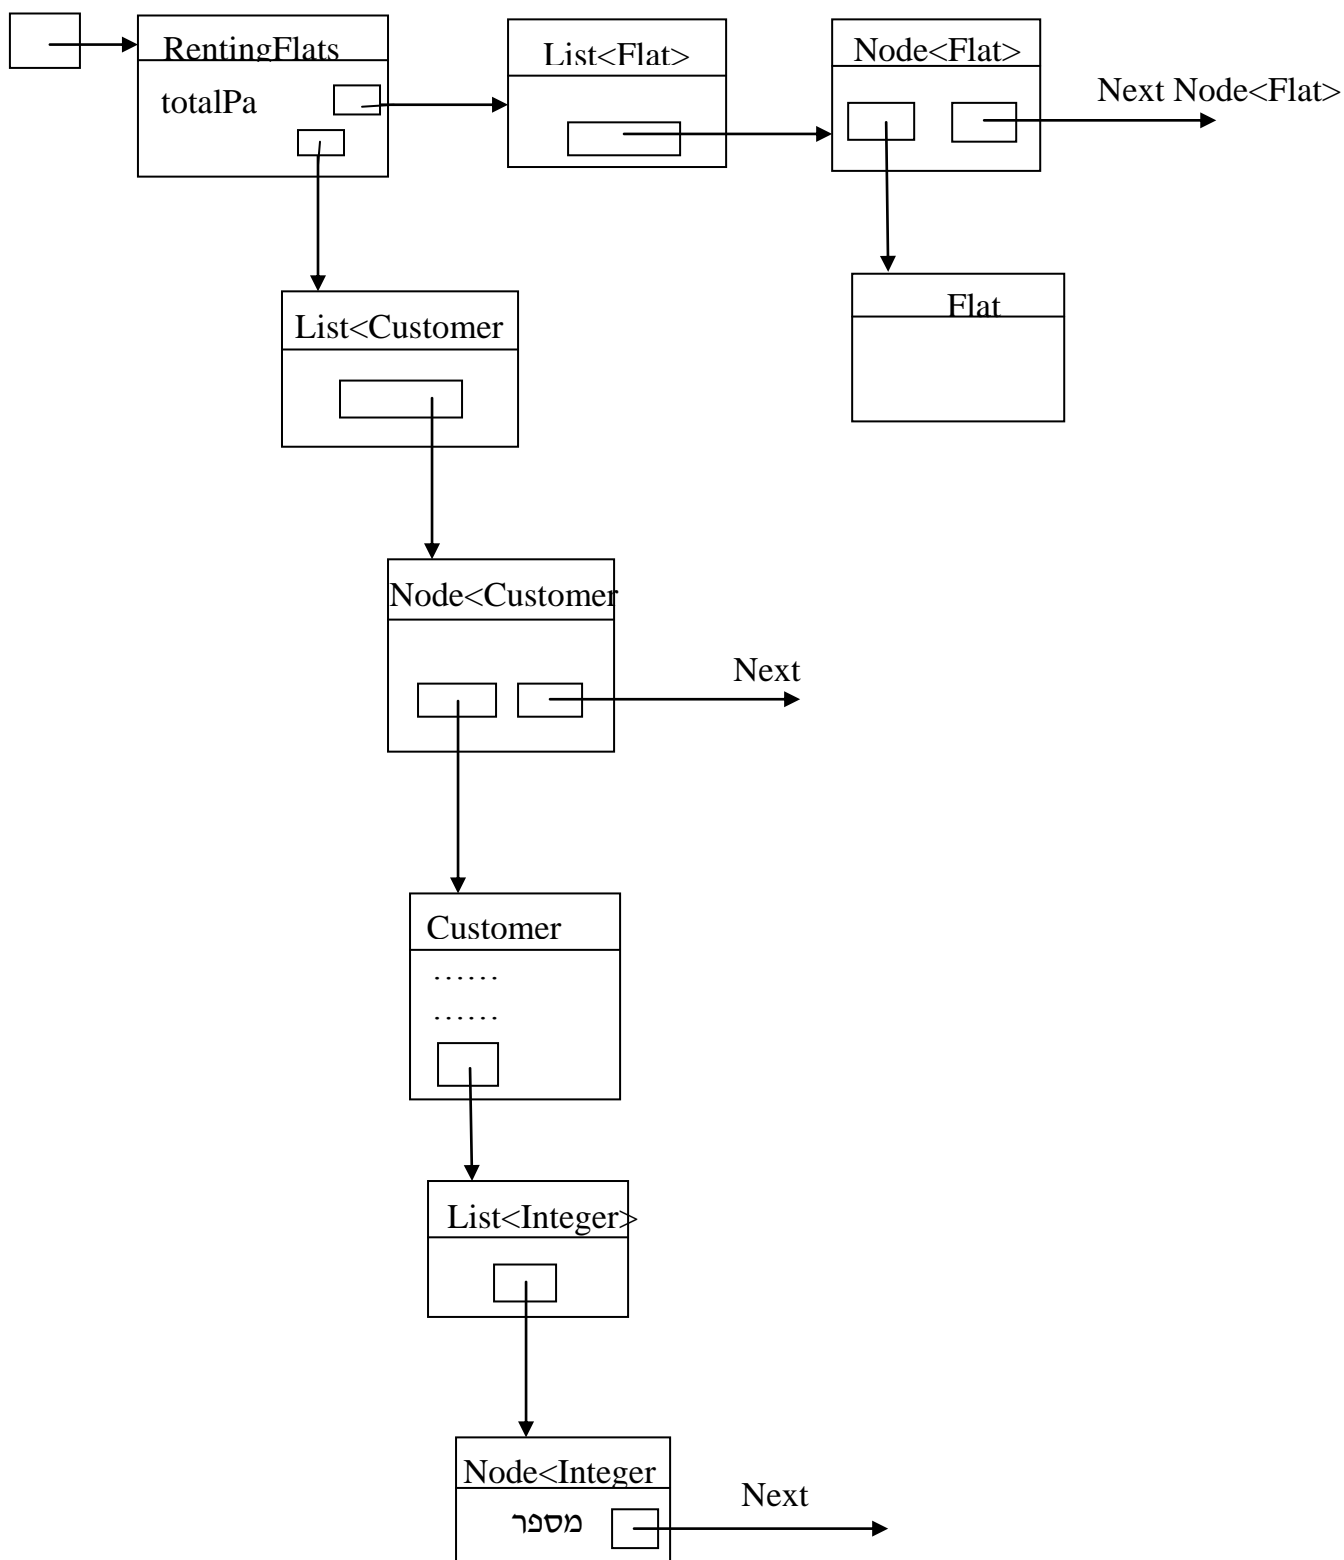 RentingFlats
List<Flat>
Node<Flat>
totalPa
Next Node<Flat>
Flat
List<Customer
Node<Customer
Next
Customer
......
......
List<Integer>
Node<Integer
Next
מספר